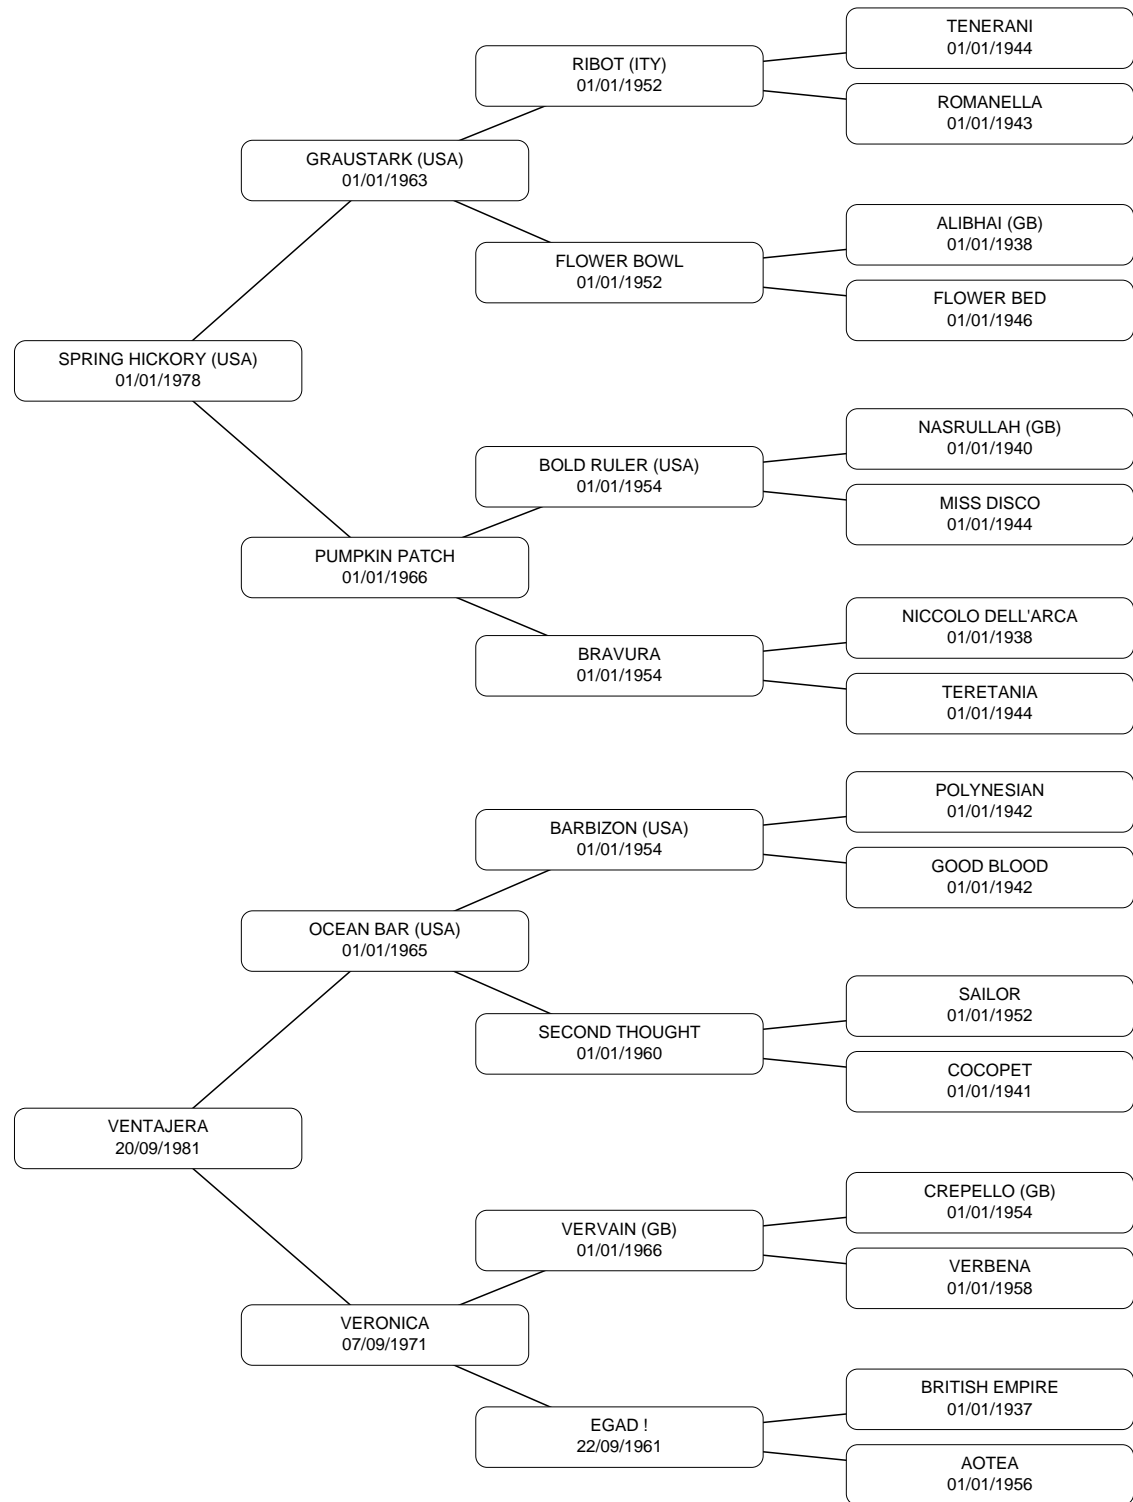 TENERANI
01/01/1944
RIBOT (ITY)
01/01/1952
ROMANELLA
01/01/1943
GRAUSTARK (USA)
01/01/1963
ALIBHAI (GB)
01/01/1938
FLOWER BOWL
01/01/1952
FLOWER BED
01/01/1946
SPRING HICKORY (USA)
01/01/1978
NASRULLAH (GB)
01/01/1940
BOLD RULER (USA)
01/01/1954
MISS DISCO
01/01/1944
PUMPKIN PATCH
01/01/1966
NICCOLO DELL'ARCA
01/01/1938
BRAVURA
01/01/1954
TERETANIA
01/01/1944
POLYNESIAN
01/01/1942
BARBIZON (USA)
01/01/1954
GOOD BLOOD
01/01/1942
OCEAN BAR (USA)
01/01/1965
SAILOR
01/01/1952
SECOND THOUGHT
01/01/1960
COCOPET
01/01/1941
VENTAJERA
20/09/1981
CREPELLO (GB)
01/01/1954
VERVAIN (GB)
01/01/1966
VERBENA
01/01/1958
VERONICA
07/09/1971
BRITISH EMPIRE
01/01/1937
EGAD !
22/09/1961
AOTEA
01/01/1956